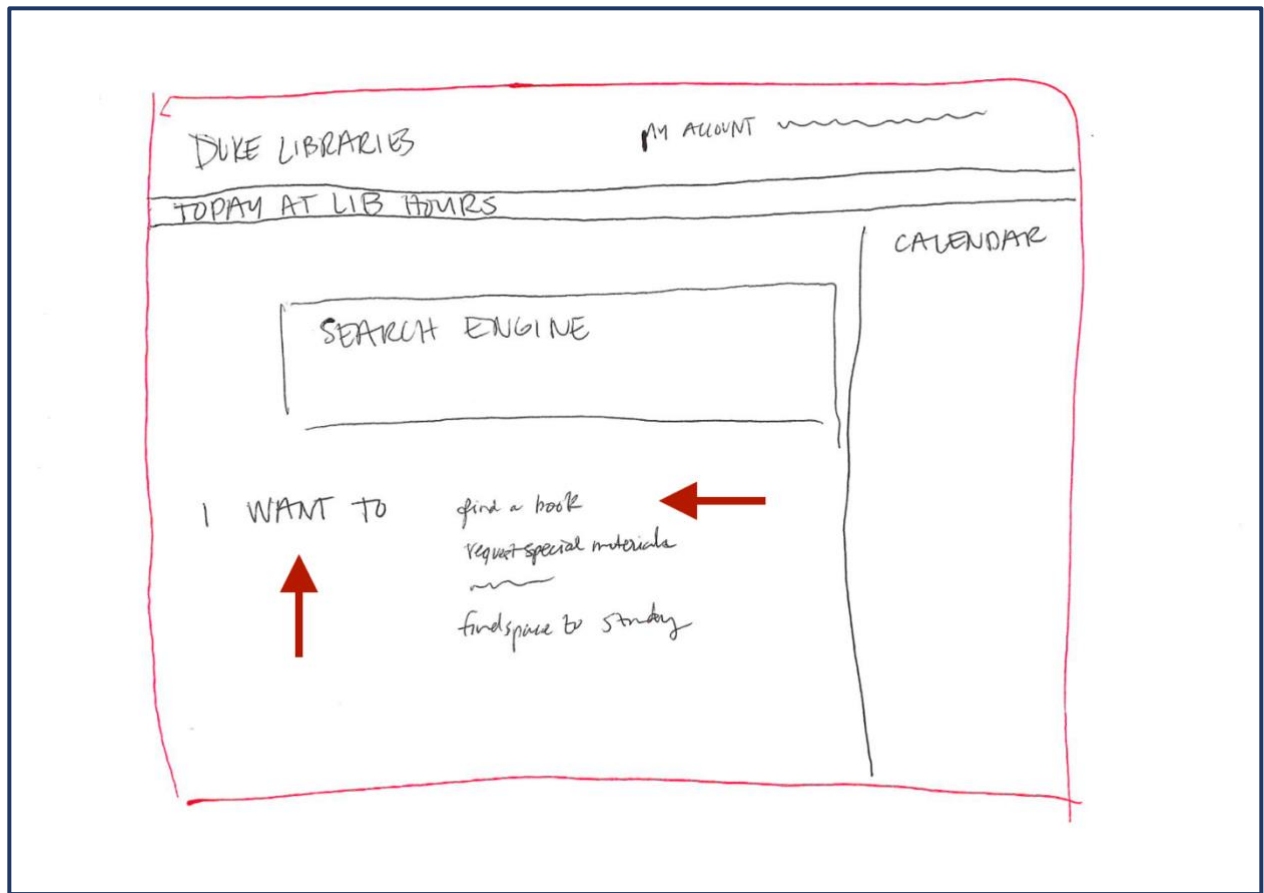 DUKE LIBRARIES
MY ACCOUNT
TODAY AT LIB HOURS
CALENDAR
SEARCH ENGINE
I WANT TO
find a book
request special materials
find space to study